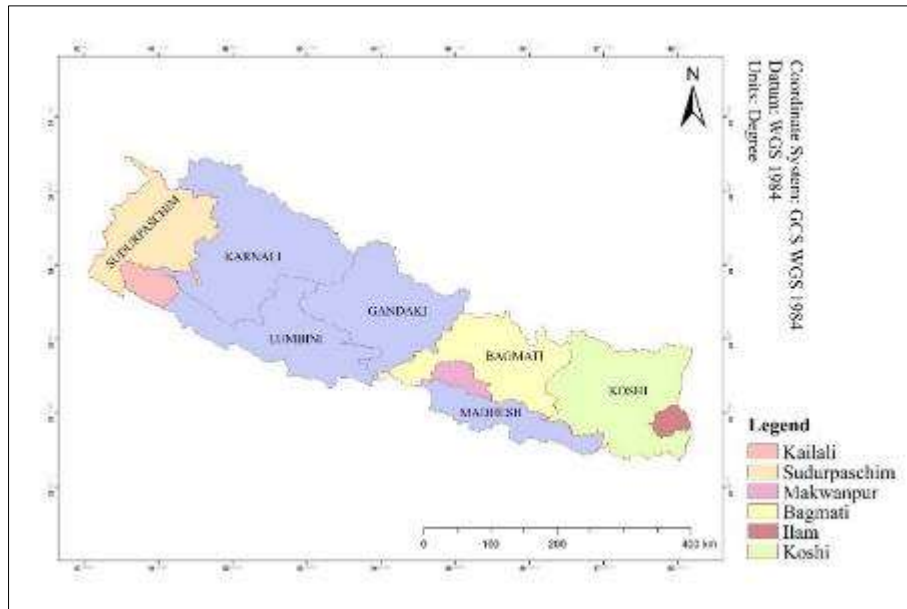 N
Coordinate System: GCS WGS 1984
Datum: WGS 1984
Units: Degree
SUDURPASCHIM
KARNALI
GANDAKI
LUMBINI
BAGMATI
KOSHI
MADHESH
Legend
Kailali
Sudurpaschim
Makwanpur
Bagmati
Ilam
Koshi
0 100 200 400 km